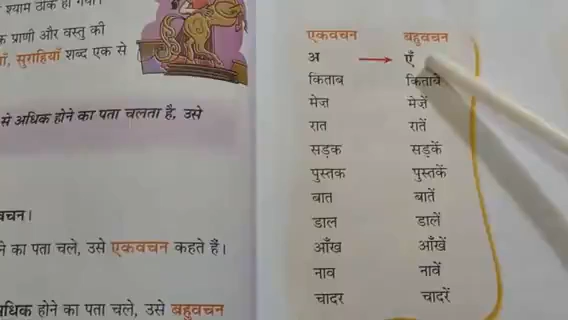 श्याम ठीक हो गया।
प्राणी और वस्तु की
सुराहियाँ शब्द एक से
से अधिक होने का पता चलता है, उसे
वचन।
ने का पता चले, उसे एकवचन कहते हैं।
अधिक होने का पता चले, उसे बहुवचन
एकवचन बहुवचन
अ एँ
किताब किताबें
मेज मेजें
रात रातें
सड़क सड़कें
पुस्तक पुस्तकें
बात बातें
डाल डालें
आँख आँखें
नाव नावें
चादर चादरें